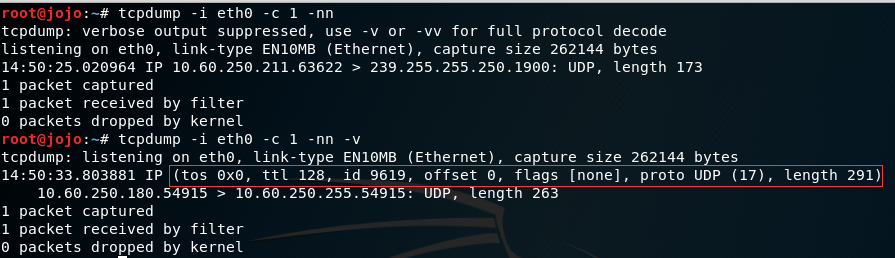 root@jojo:~# tcpdump -i eth0 -c 1 -nn
tcpdump: verbose output suppressed, use -v or -vv for full protocol decode
listening on eth0, link-type EN10MB (Ethernet), capture size 262144 bytes
14:50:25.020964 IP 10.60.250.211.63622 > 239.255.255.250.1900: UDP, length 173
1 packet captured
1 packet received by filter
0 packets dropped by kernel
root@jojo:~# tcpdump -i eth0 -c 1 -nn -v
tcpdump: listening on eth0, link-type EN10MB (Ethernet), capture size 262144 bytes
14:50:33.803881 IP (tos 0x0, ttl 128, id 9619, offset 0, flags [none], proto UDP (17), length 291)
    10.60.250.180.54915 > 10.60.250.255.54915: UDP, length 263
1 packet captured
1 packet received by filter
0 packets dropped by kernel